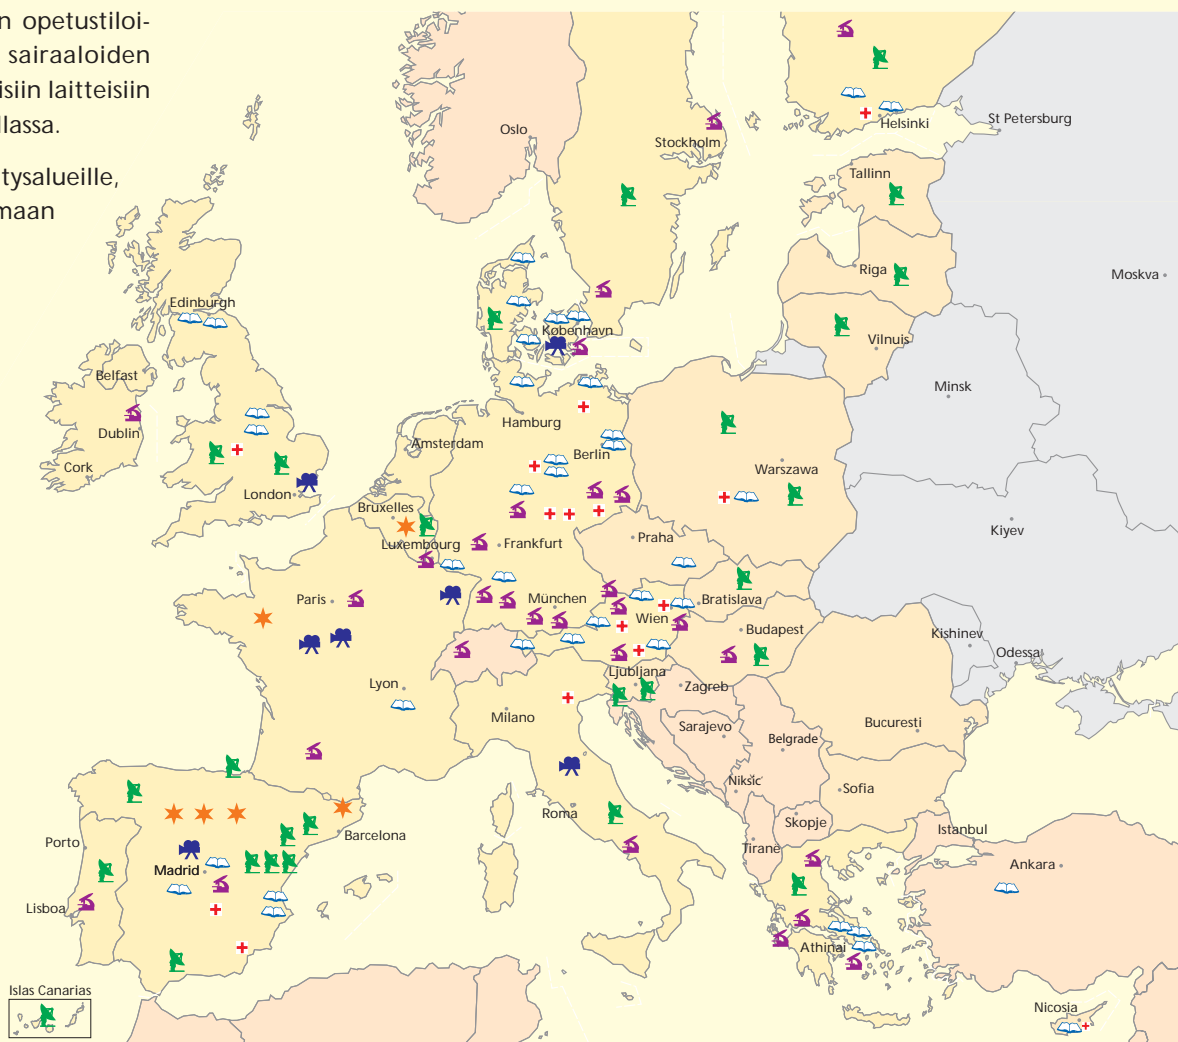 n opetustiloi-
sairaaloiden
isiin laitteisiin
llassa.
tysalueille,
maan
Oslo
Stockholm
Helsinki
St Petersburg
Tallinn
Riga
Moskva
Vilnuis
Minsk
Edinburgh
København
Belfast
Dublin
Cork
London
Hamburg
Amsterdam
Berlin
Warszawa
Bruxelles
Luxembourg
Frankfurt
Praha
Kiyev
Paris
München
Wien
Bratislava
Budapest
Kishinev
Odessa
Lyon
Ljubljana
Zagreb
Milano
Sarajevo
Belgrade
Bucuresti
Niksic
Sofia
Roma
Skopje
Tirane
Istanbul
Ankara
Porto
Barcelona
Madrid
Lisboa
Athinai
Islas Canarias
Nicosia